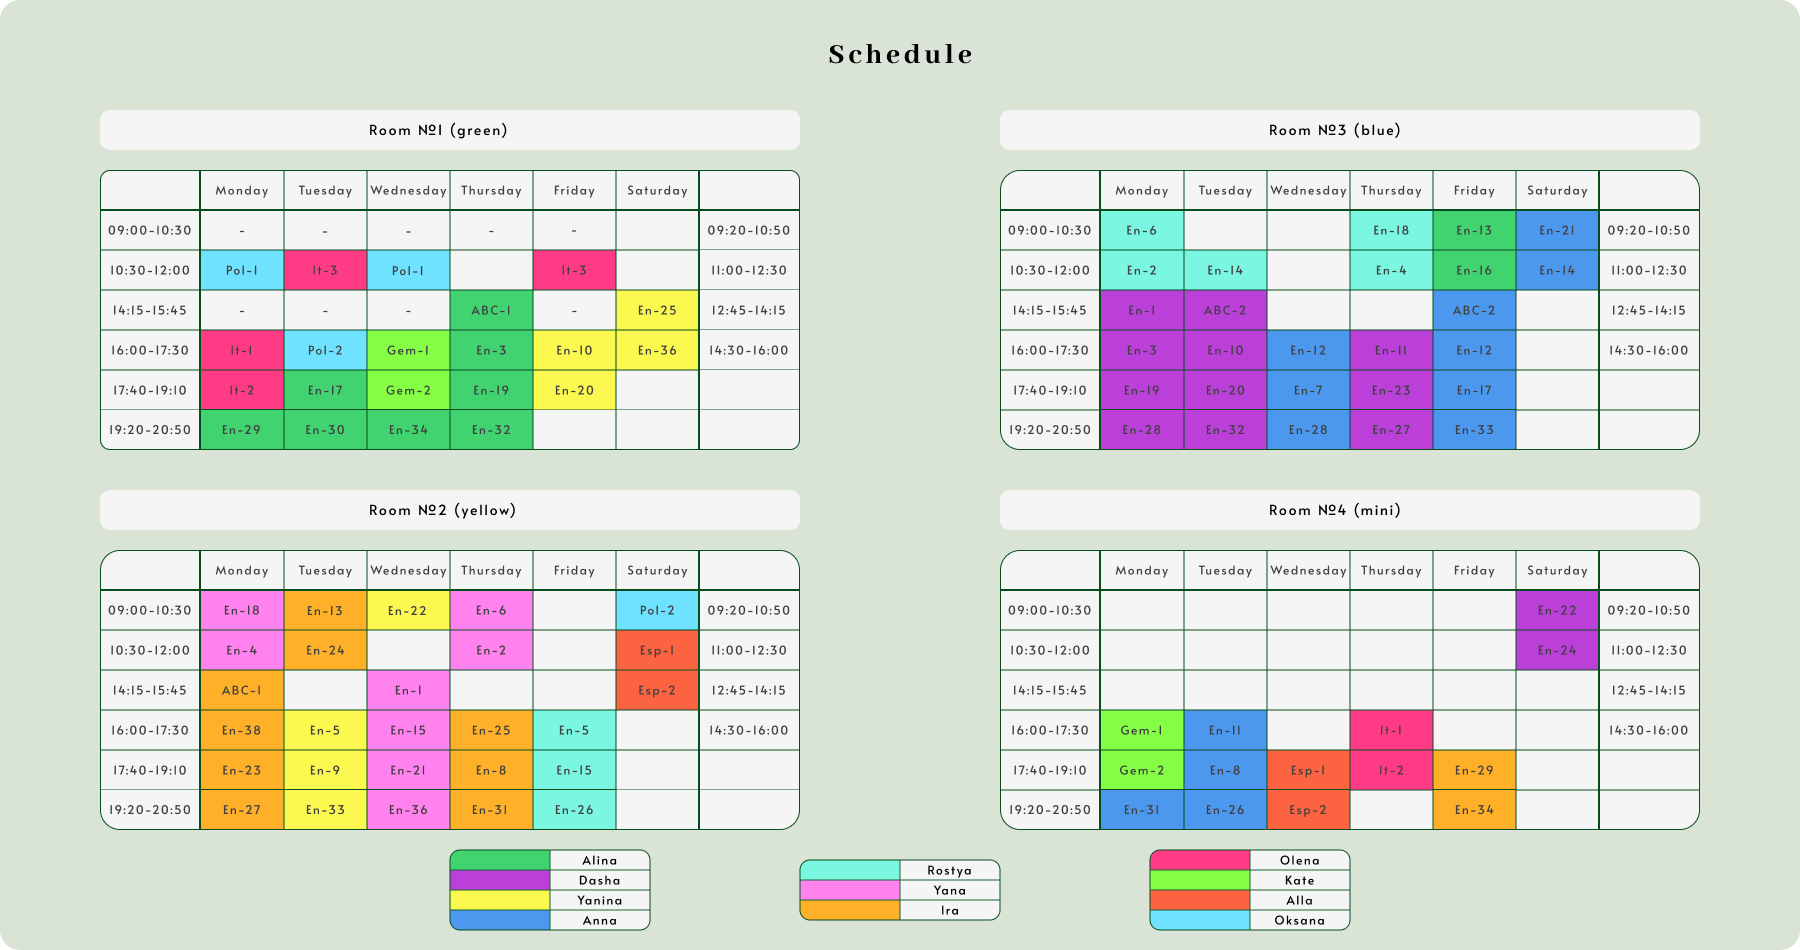 Schedule
Room №1 (green)
Monday Tuesday Wednesday Thursday Friday Saturday
09:00-10:30 - - - - - 09:20-10:50
10:30-12:00 Pol-1 It-3 Pol-1 It-3 11:00-12:30
14:15-15:45 - - - ABC-1 - En-25 12:45-14:15
16:00-17:30 It-1 Pol-2 Gem-1 En-3 En-10 En-36 14:30-16:00
17:40-19:10 It-2 En-17 Gem-2 En-19 En-20
19:20-20:50 En-29 En-30 En-34 En-32
Room №3 (blue)
Monday Tuesday Wednesday Thursday Friday Saturday
09:00-10:30 En-6 En-18 En-13 En-21 09:20-10:50
10:30-12:00 En-2 En-14 En-4 En-16 En-14 11:00-12:30
14:15-15:45 En-1 ABC-2 ABC-2 12:45-14:15
16:00-17:30 En-3 En-10 En-12 En-11 En-12 14:30-16:00
17:40-19:10 En-19 En-20 En-7 En-23 En-17
19:20-20:50 En-28 En-32 En-28 En-27 En-33
Room №2 (yellow)
Monday Tuesday Wednesday Thursday Friday Saturday
09:00-10:30 En-18 En-13 En-22 En-6 Pol-2 09:20-10:50
10:30-12:00 En-4 En-24 En-2 Esp-1 11:00-12:30
14:15-15:45 ABC-1 En-1 Esp-2 12:45-14:15
16:00-17:30 En-38 En-5 En-15 En-25 En-5 14:30-16:00
17:40-19:10 En-23 En-9 En-21 En-8 En-15
19:20-20:50 En-27 En-33 En-36 En-31 En-26
Room №4 (mini)
Monday Tuesday Wednesday Thursday Friday Saturday
09:00-10:30 En-22 09:20-10:50
10:30-12:00 En-24 11:00-12:30
14:15-15:45 12:45-14:15
16:00-17:30 Gem-1 En-11 It-1 14:30-16:00
17:40-19:10 Gem-2 En-8 Esp-1 It-2 En-29
19:20-20:50 En-31 En-26 Esp-2 En-34
Alina
Dasha
Yanina
Anna
Rostya
Yana
Ira
Olena
Kate
Alla
Oksana